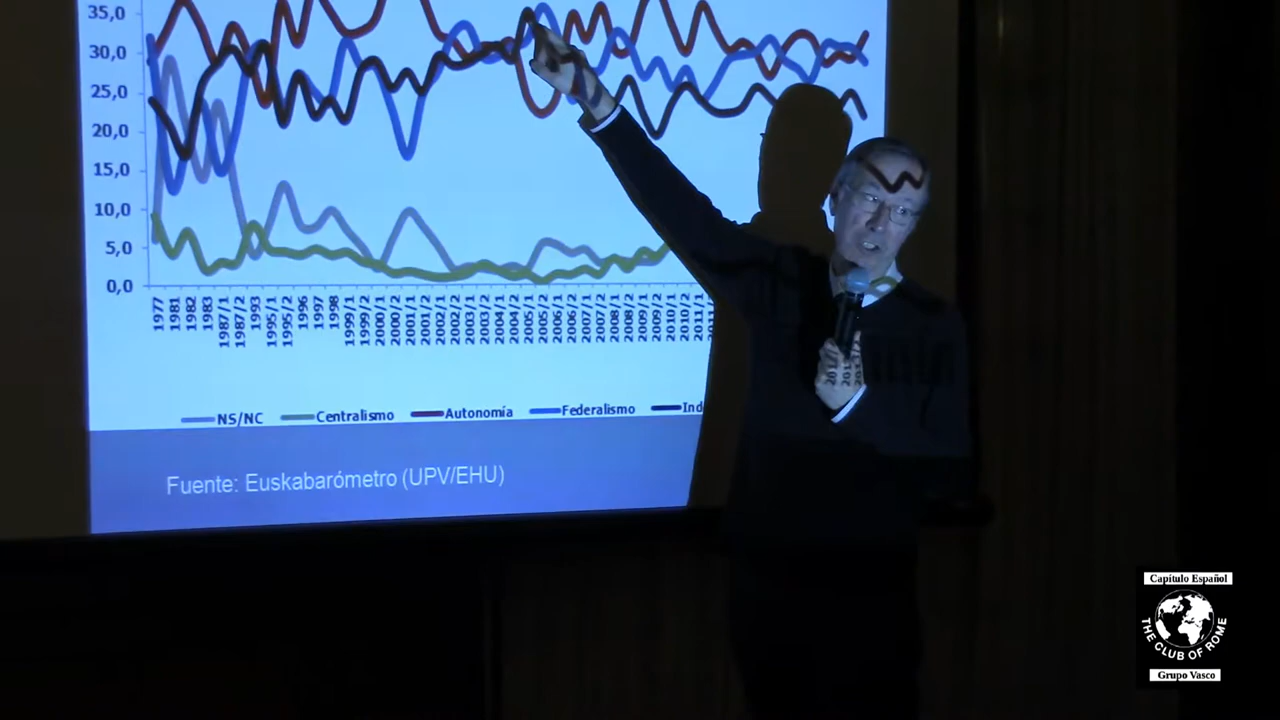 35,0
30,0
25,0
20,0
15,0
10,0
5,0
0,0
1977 1981 1982 1983 1987/1 1987/2 1993 1995/1 1995/2 1996 1997 1998 1999/1 1999/2 2000/1 2000/2 2001/1 2001/2 2002/1 2002/2 2003/1 2003/2 2004/1 2004/2 2005/1 2005/2 2006/1 2006/2 2007/1 2007/2 2008/1 2008/2 2009/1 2009/2 2010/1 2010/2 2011/1
NS/NC Centralismo Autonomía Federalismo Ind
Fuente: Euskabarómetro (UPV/EHU)
Capítulo Español
THE CLUB OF ROME
Grupo Vasco